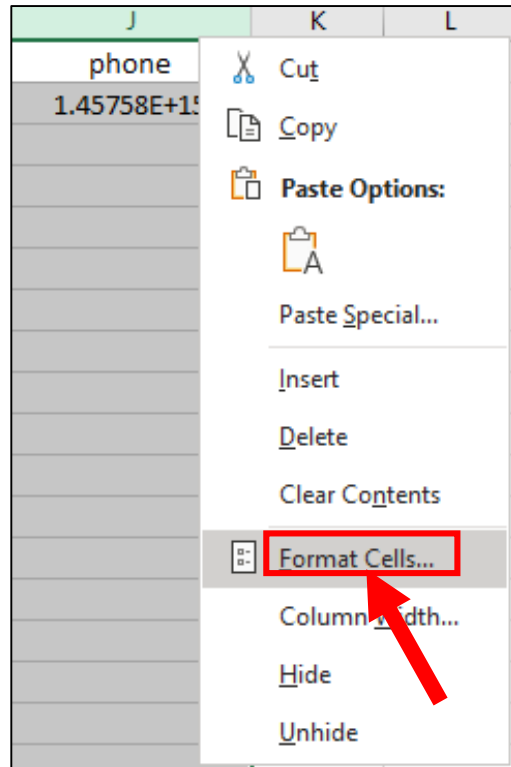 J K L
phone
1.45758E+15
Cut
Copy
Paste Options:
A
Paste Special...
Insert
Delete
Clear Contents
Format Cells...
Column Width...
Hide
Unhide